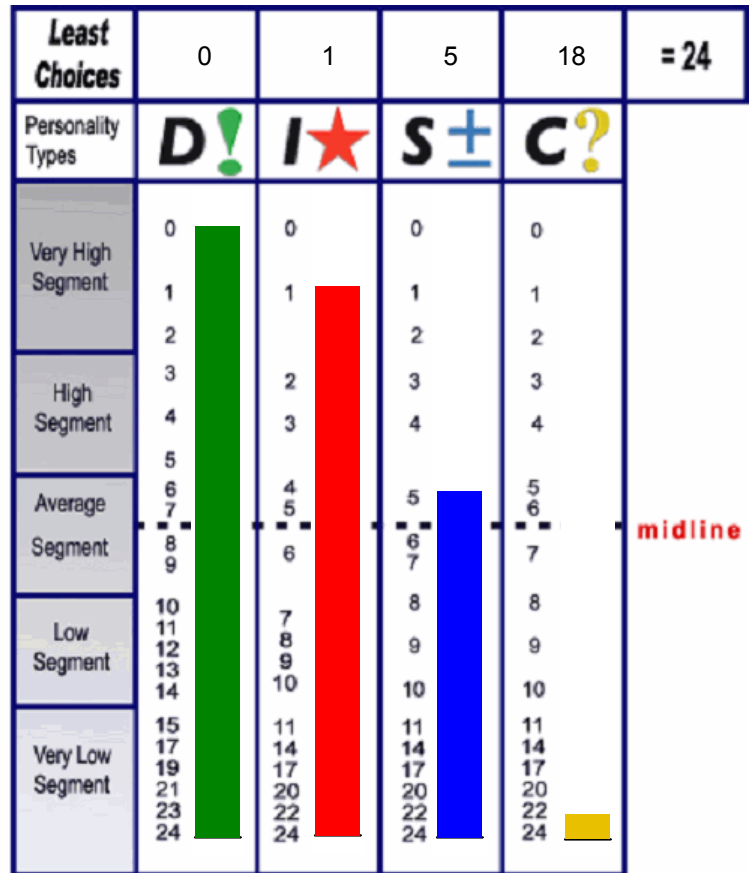 Least Choices 0 1 5 18 = 24
Personality Types D! I S ± C?
0 0 0 0
Very High
Segment
1 1 1 1
2 2 2
3 2 3 3
High
Segment
4 3 4 4
5
6 4 5 5
7 5 6
Average
midline
Segment
8 6 6 7
9 7
10 8 8
11 7
Low
Segment
12 8 9 9
13 9
14 10 10 10
15 11 11 11
17 14 14 14
Very Low
Segment
19 17 17 17
21 20 20 20
23 22 22 22
24 24 24 24